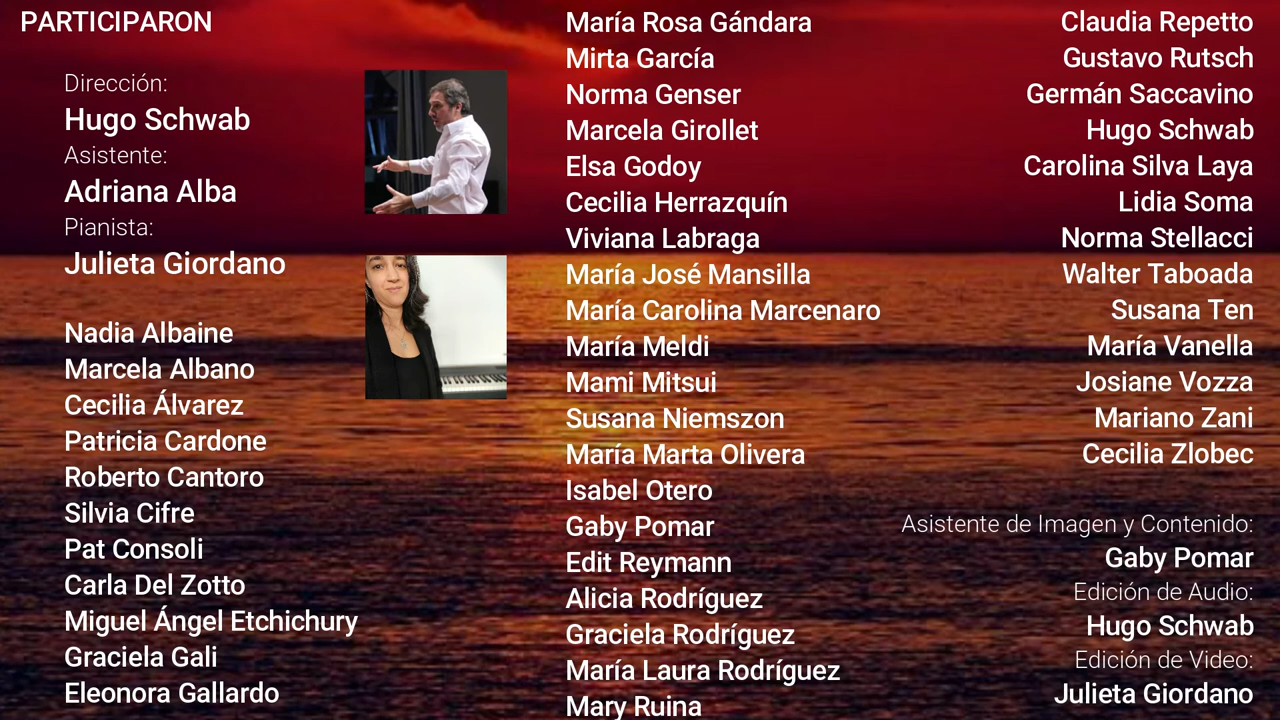 PARTICIPARON
Dirección:
Hugo Schwab
Asistente:
Adriana Alba
Pianista:
Julieta Giordano
Nadia Albaine
Marcela Albano
Cecilia Álvarez
Patricia Cardone
Roberto Cantoro
Silvia Cifre
Pat Consoli
Carla Del Zotto
Miguel Ángel Etchichury
Graciela Gali
Eleonora Gallardo
María Rosa Gándara
Mirta García
Norma Genser
Marcela Girollet
Elsa Godoy
Cecilia Herrazquín
Viviana Labraga
María José Mansilla
María Carolina Marcenaro
María Meldi
Mami Mitsui
Susana Niemszon
María Marta Olivera
Isabel Otero
Gaby Pomar
Edit Reymann
Alicia Rodríguez
Graciela Rodríguez
María Laura Rodríguez
Mary Ruina
Claudia Repetto
Gustavo Rutsch
Germán Saccavino
Hugo Schwab
Carolina Silva Laya
Lidia Soma
Norma Stellacci
Walter Taboada
Susana Ten
María Vanella
Josiane Vozza
Mariano Zani
Cecilia Zlobec
Asistente de Imagen y Contenido:
Gaby Pomar
Edición de Audio:
Hugo Schwab
Edición de Video:
Julieta Giordano